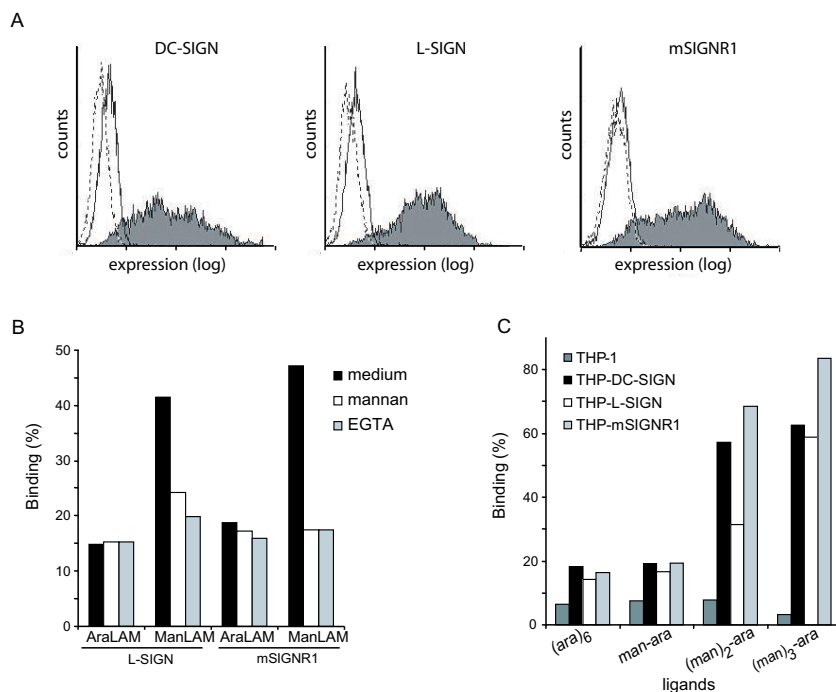 A
DC-SIGN
L-SIGN
mSIGNR1
counts
counts
counts
expression (log)
expression (log)
expression (log)
B
50
40
30
20
10
0
Binding (%)
medium
mannan
EGTA
AraLAM ManLAM AraLAM ManLAM
L-SIGN mSIGNR1
C
THP-1
THP-DC-SIGN
THP-L-SIGN
THP-mSIGNR1
80
60
40
20
0
Binding (%)
(ara)6
man-ara
(man)2-ara
(man)3-ara
ligands